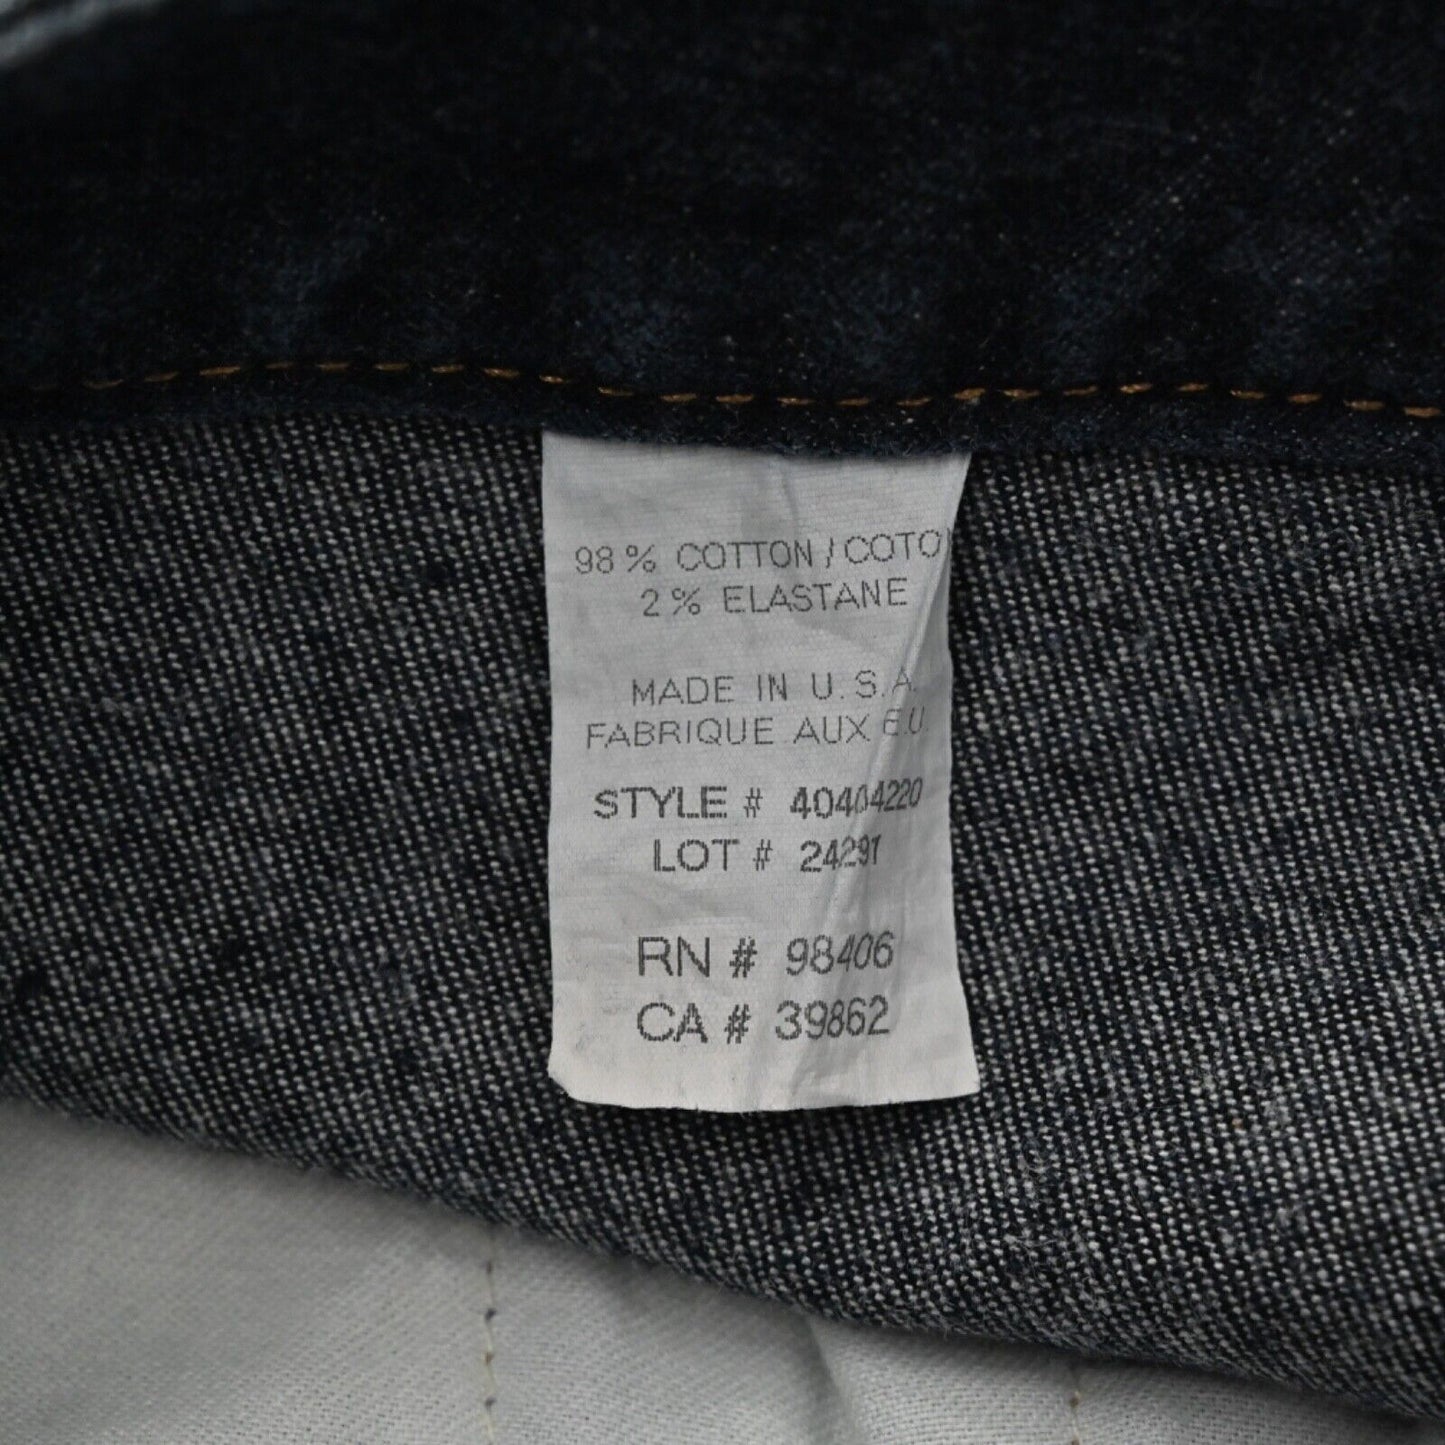 98% COTTON / COTO
2% ELASTANE
MADE IN U.S.A.
FABRIQUE AUX E.U.
STYLE # 40404220
LOT # 24291
RN # 98406
CA # 39862